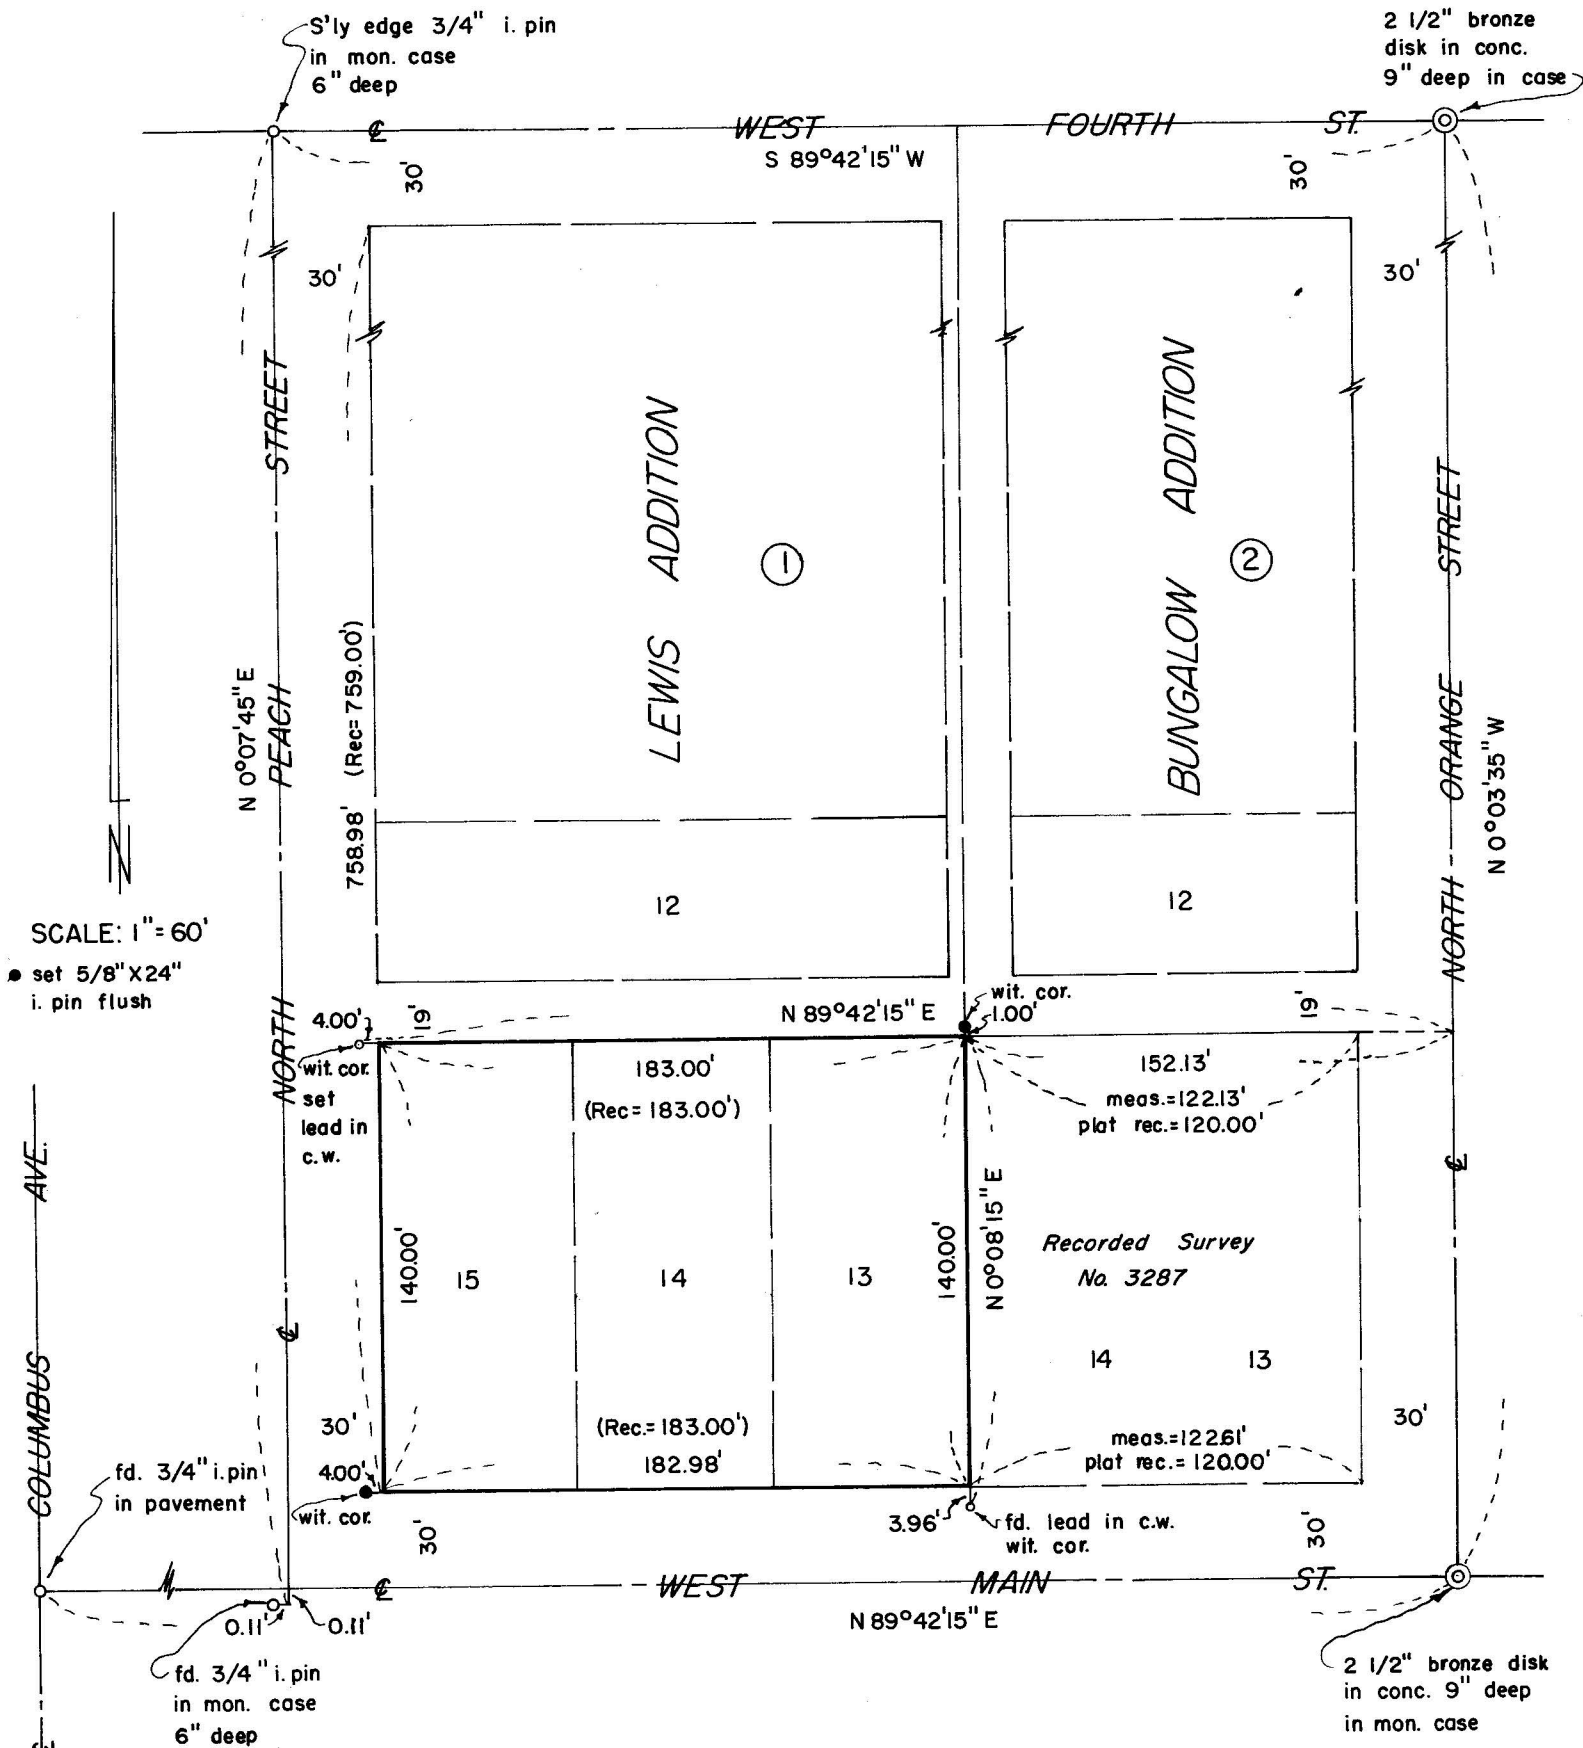 S'ly edge 3/4" i. pin
in mon. case
6" deep
2 1/2" bronze
disk in conc.
9" deep in case
℄
WEST FOURTH ST.
S 89°42'15" W
30'
30'
30'
30'
STREET
PEACH
NORTH
N 0°07'45" E
758.98' (Rec= 759.00')
LEWIS ADDITION
1
BUNGALOW ADDITION
2
STREET
ORANGE
NORTH
N 0°03'35" W
N
12
12
SCALE: 1"= 60'
set 5/8" X 24"
i. pin flush
4.00'
19'
N 89°42'15" E
wit. cor.
1.00'
19'
wit. cor.
set
lead in
c.w.
183.00'
(Rec= 183.00')
152.13'
meas.=122.13'
plat rec.=120.00'
℄
AVE.
COLUMBUS
140.00'
15
14
13
140.00'
N 0°08'15" E
Recorded Survey
No. 3287
℄
14
13
30'
(Rec.= 183.00')
182.98'
meas.=122.61'
plat rec.= 120.00'
30'
4.00'
wit. cor.
fd. 3/4" i. pin
in pavement
30'
3.96'
fd. lead in c.w.
wit. cor.
30'
℄
WEST MAIN ST.
N 89°42'15" E
0.11'
0.11'
fd. 3/4" i. pin
in mon. case
6" deep
2 1/2" bronze disk
in conc. 9" deep
in mon. case